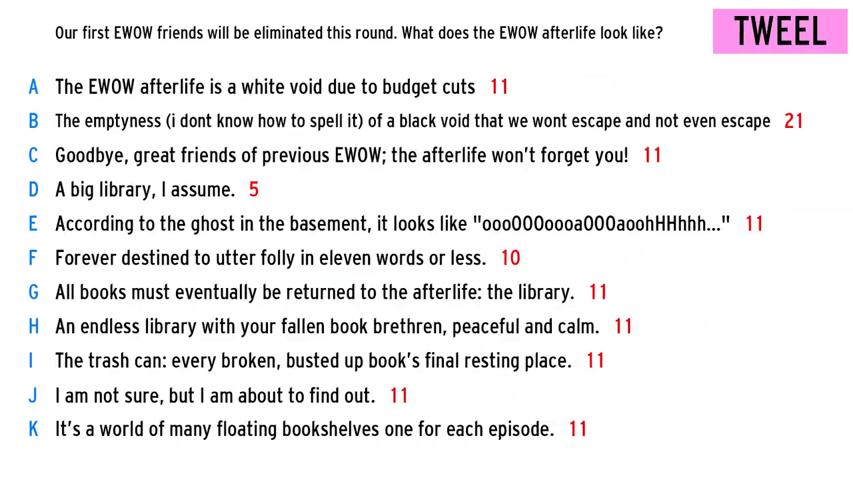 Our first EWOW friends will be eliminated this round. What does the EWOW afterlife look like?
TWEEL
A The EWOW afterlife is a white void due to budget cuts 11
B The emptyness (i dont know how to spell it) of a black void that we wont escape and not even escape 21
C Goodbye, great friends of previous EWOW; the afterlife won't forget you! 11
D A big library, I assume. 5
E According to the ghost in the basement, it looks like "oooOOOoooaOOOaoohHHhhh..." 11
F Forever destined to utter folly in eleven words or less. 10
G All books must eventually be returned to the afterlife: the library. 11
H An endless library with your fallen book brethren, peaceful and calm. 11
I The trash can: every broken, busted up book's final resting place. 11
J I am not sure, but I am about to find out. 11
K It's a world of many floating bookshelves one for each episode. 11